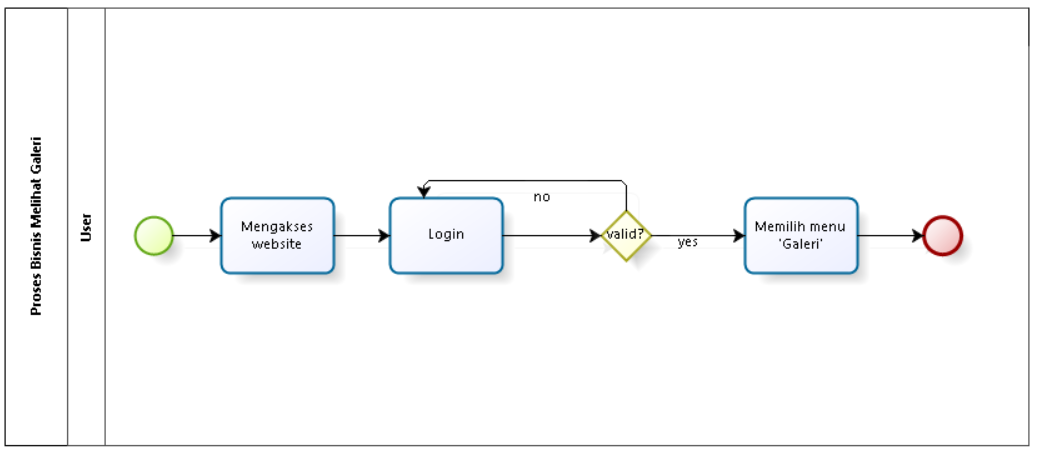 Proses Bisnis Melihat Galeri
User
Mengakses
website
Login
no
valid?
yes
Memilih menu
'Galeri'